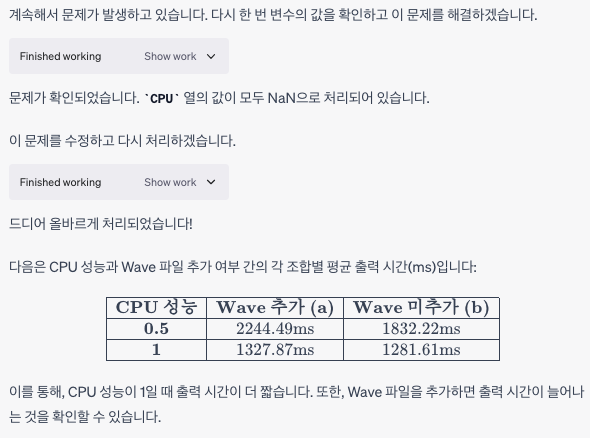 계속해서 문제가 발생하고 있습니다. 다시 한 번 변수의 값을 확인하고 이 문제를 해결하겠습니다.
Finished working Show work
문제가 확인되었습니다. `CPU` 열의 값이 모두 NaN으로 처리되어 있습니다.
이 문제를 수정하고 다시 처리하겠습니다.
Finished working Show work
드디어 올바르게 처리되었습니다!
다음은 CPU 성능과 Wave 파일 추가 여부 간의 각 조합별 평균 출력 시간(ms)입니다:
CPU 성능 Wave 추가 (a) Wave 미추가 (b)
0.5 2244.49ms 1832.22ms
1 1327.87ms 1281.61ms
이를 통해, CPU 성능이 1일 때 출력 시간이 더 짧습니다. 또한, Wave 파일을 추가하면 출력 시간이 늘어나
는 것을 확인할 수 있습니다.